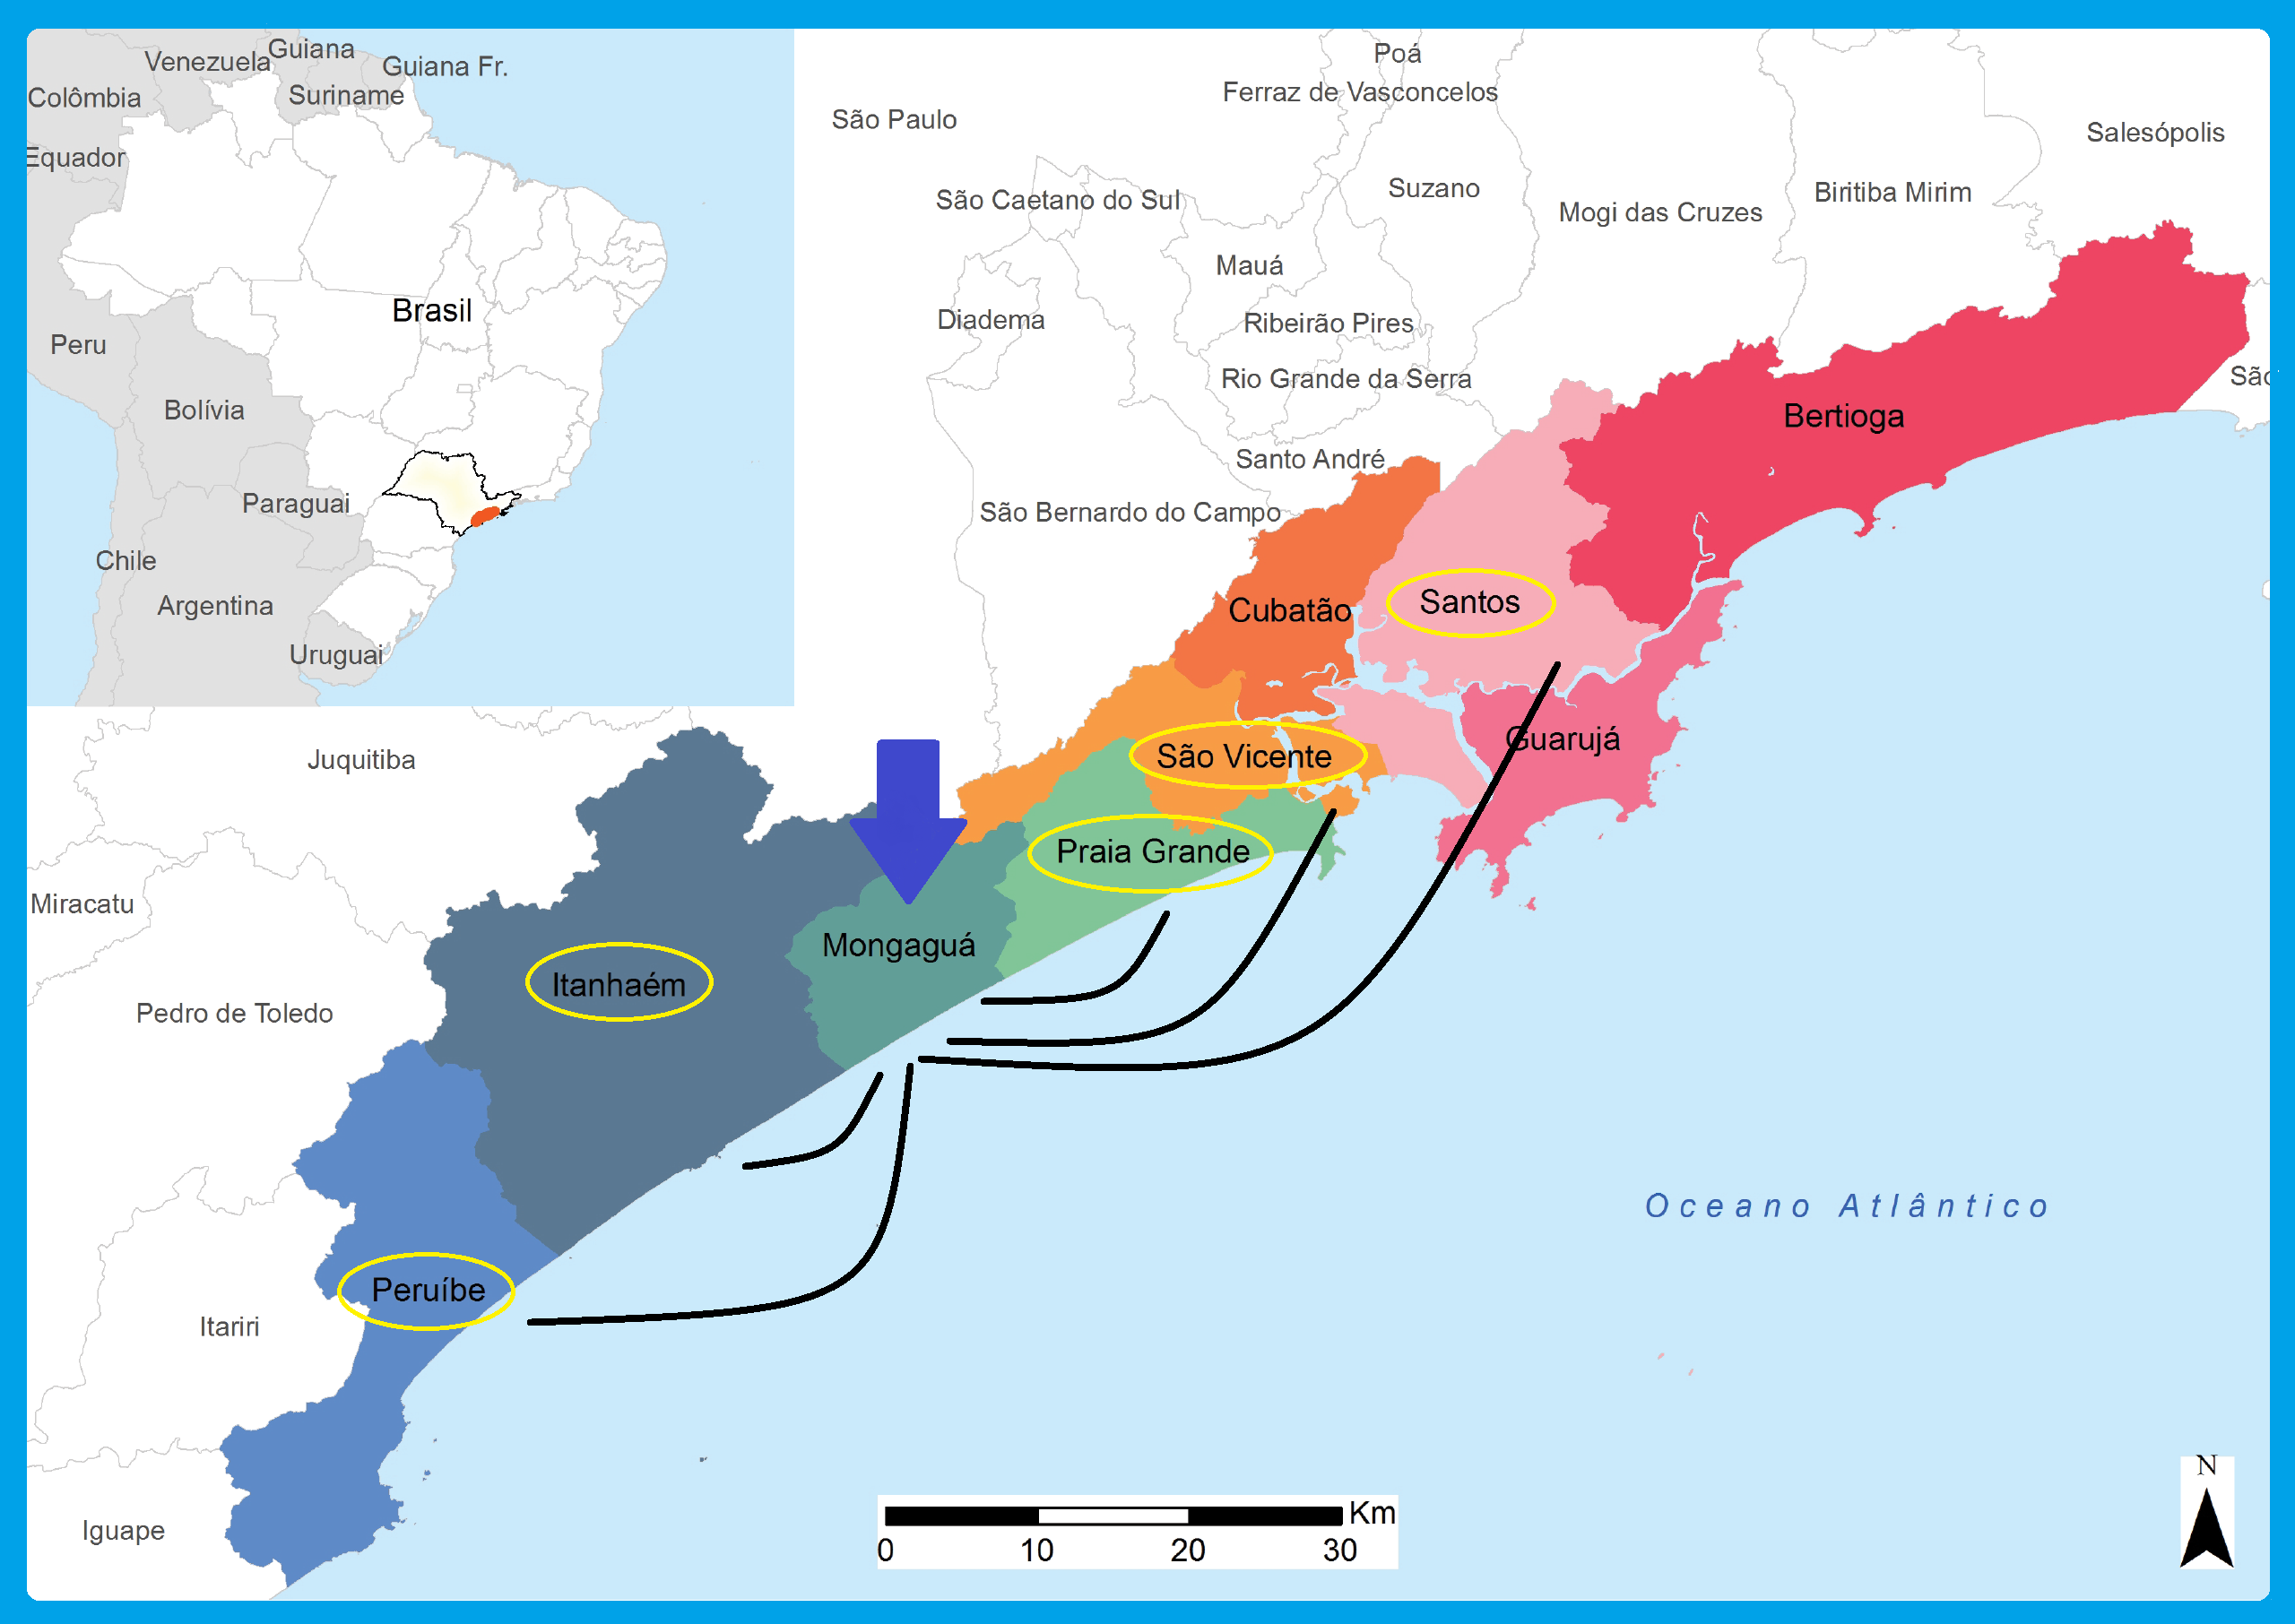 Venezuela
Guiana
Guiana Fr.
Colômbia
Suriname
Equador
Brasil
Peru
Bolívia
Paraguai
Chile
Argentina
Uruguai
Poá
Ferraz de Vasconcelos
São Paulo
Salesópolis
São Caetano do Sul
Suzano
Biritiba Mirim
Mogi das Cruzes
Mauá
Diadema
Ribeirão Pires
Rio Grande da Serra
São
Bertioga
Santo André
São Bernardo do Campo
Cubatão
Santos
Guarujá
São Vicente
Praia Grande
Juquitiba
Miracatu
Mongaguá
Itanhaém
Pedro de Toledo
Oceano Atlântico
Peruíbe
Itariri
Iguape
N
Km
0 10 20 30